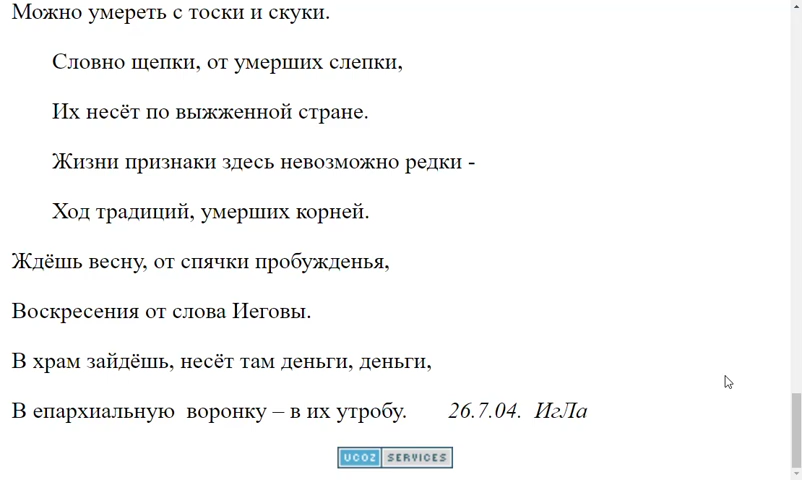 Можно умереть с тоски и скуки.
Словно щепки, от умерших слепки,
Их несёт по выжженной стране.
Жизни признаки здесь невозможно редки -
Ход традиций, умерших корней.
Ждёшь весну, от спячки пробужденья,
Воскресения от слова Иеговы.
В храм зайдёшь, несёт там деньги, деньги,
В епархиальную  воронку – в их утробу. 26.7.04. ИгЛа
UCOZ SERVICES